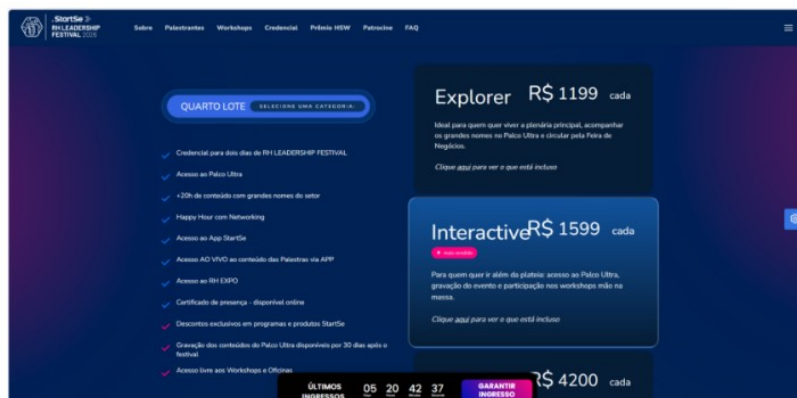 StartSe
RH LEADERSHIP
FESTIVAL 2026
Sobre Palestrantes Workshops Credencial Prêmio HSW Patrocine FAQ
QUARTO LOTE SELECIONE UMA CATEGORIA:
Credencial para dois dias de RH LEADERSHIP FESTIVAL
Acesso ao Palco Ultra
+20h de conteúdo com grandes nomes do setor
Happy Hour com Networking
Acesso ao App StartSe
Acesso AO VIVO ao conteúdo das Palestras via APP
Acesso ao RH EXPO
Certificado de presença - disponível online
Descontos exclusivos em programas e produtos StartSe
Gravação dos conteúdos do Palco Ultra disponíveis por 30 dias após o
festival
Acesso livre aos Workshops e Oficinas
Explorer R$ 1199 cada
Ideal para quem quer viver a plenária principal, acompanhar
os grandes nomes no Palco Ultra e circular pela Feira de
Negócios.
Clique aqui para ver o que está incluso
Interactive R$ 1599 cada
mais vendido
Para quem quer ir além da plateia: acesso ao Palco Ultra,
gravação do evento e participação nos workshops mão na
massa.
Clique aqui para ver o que está incluso
R$ 4200 cada
ÚLTIMOS
INGRESSOS
05 20 42 37
GARANTIR
INGRESSO